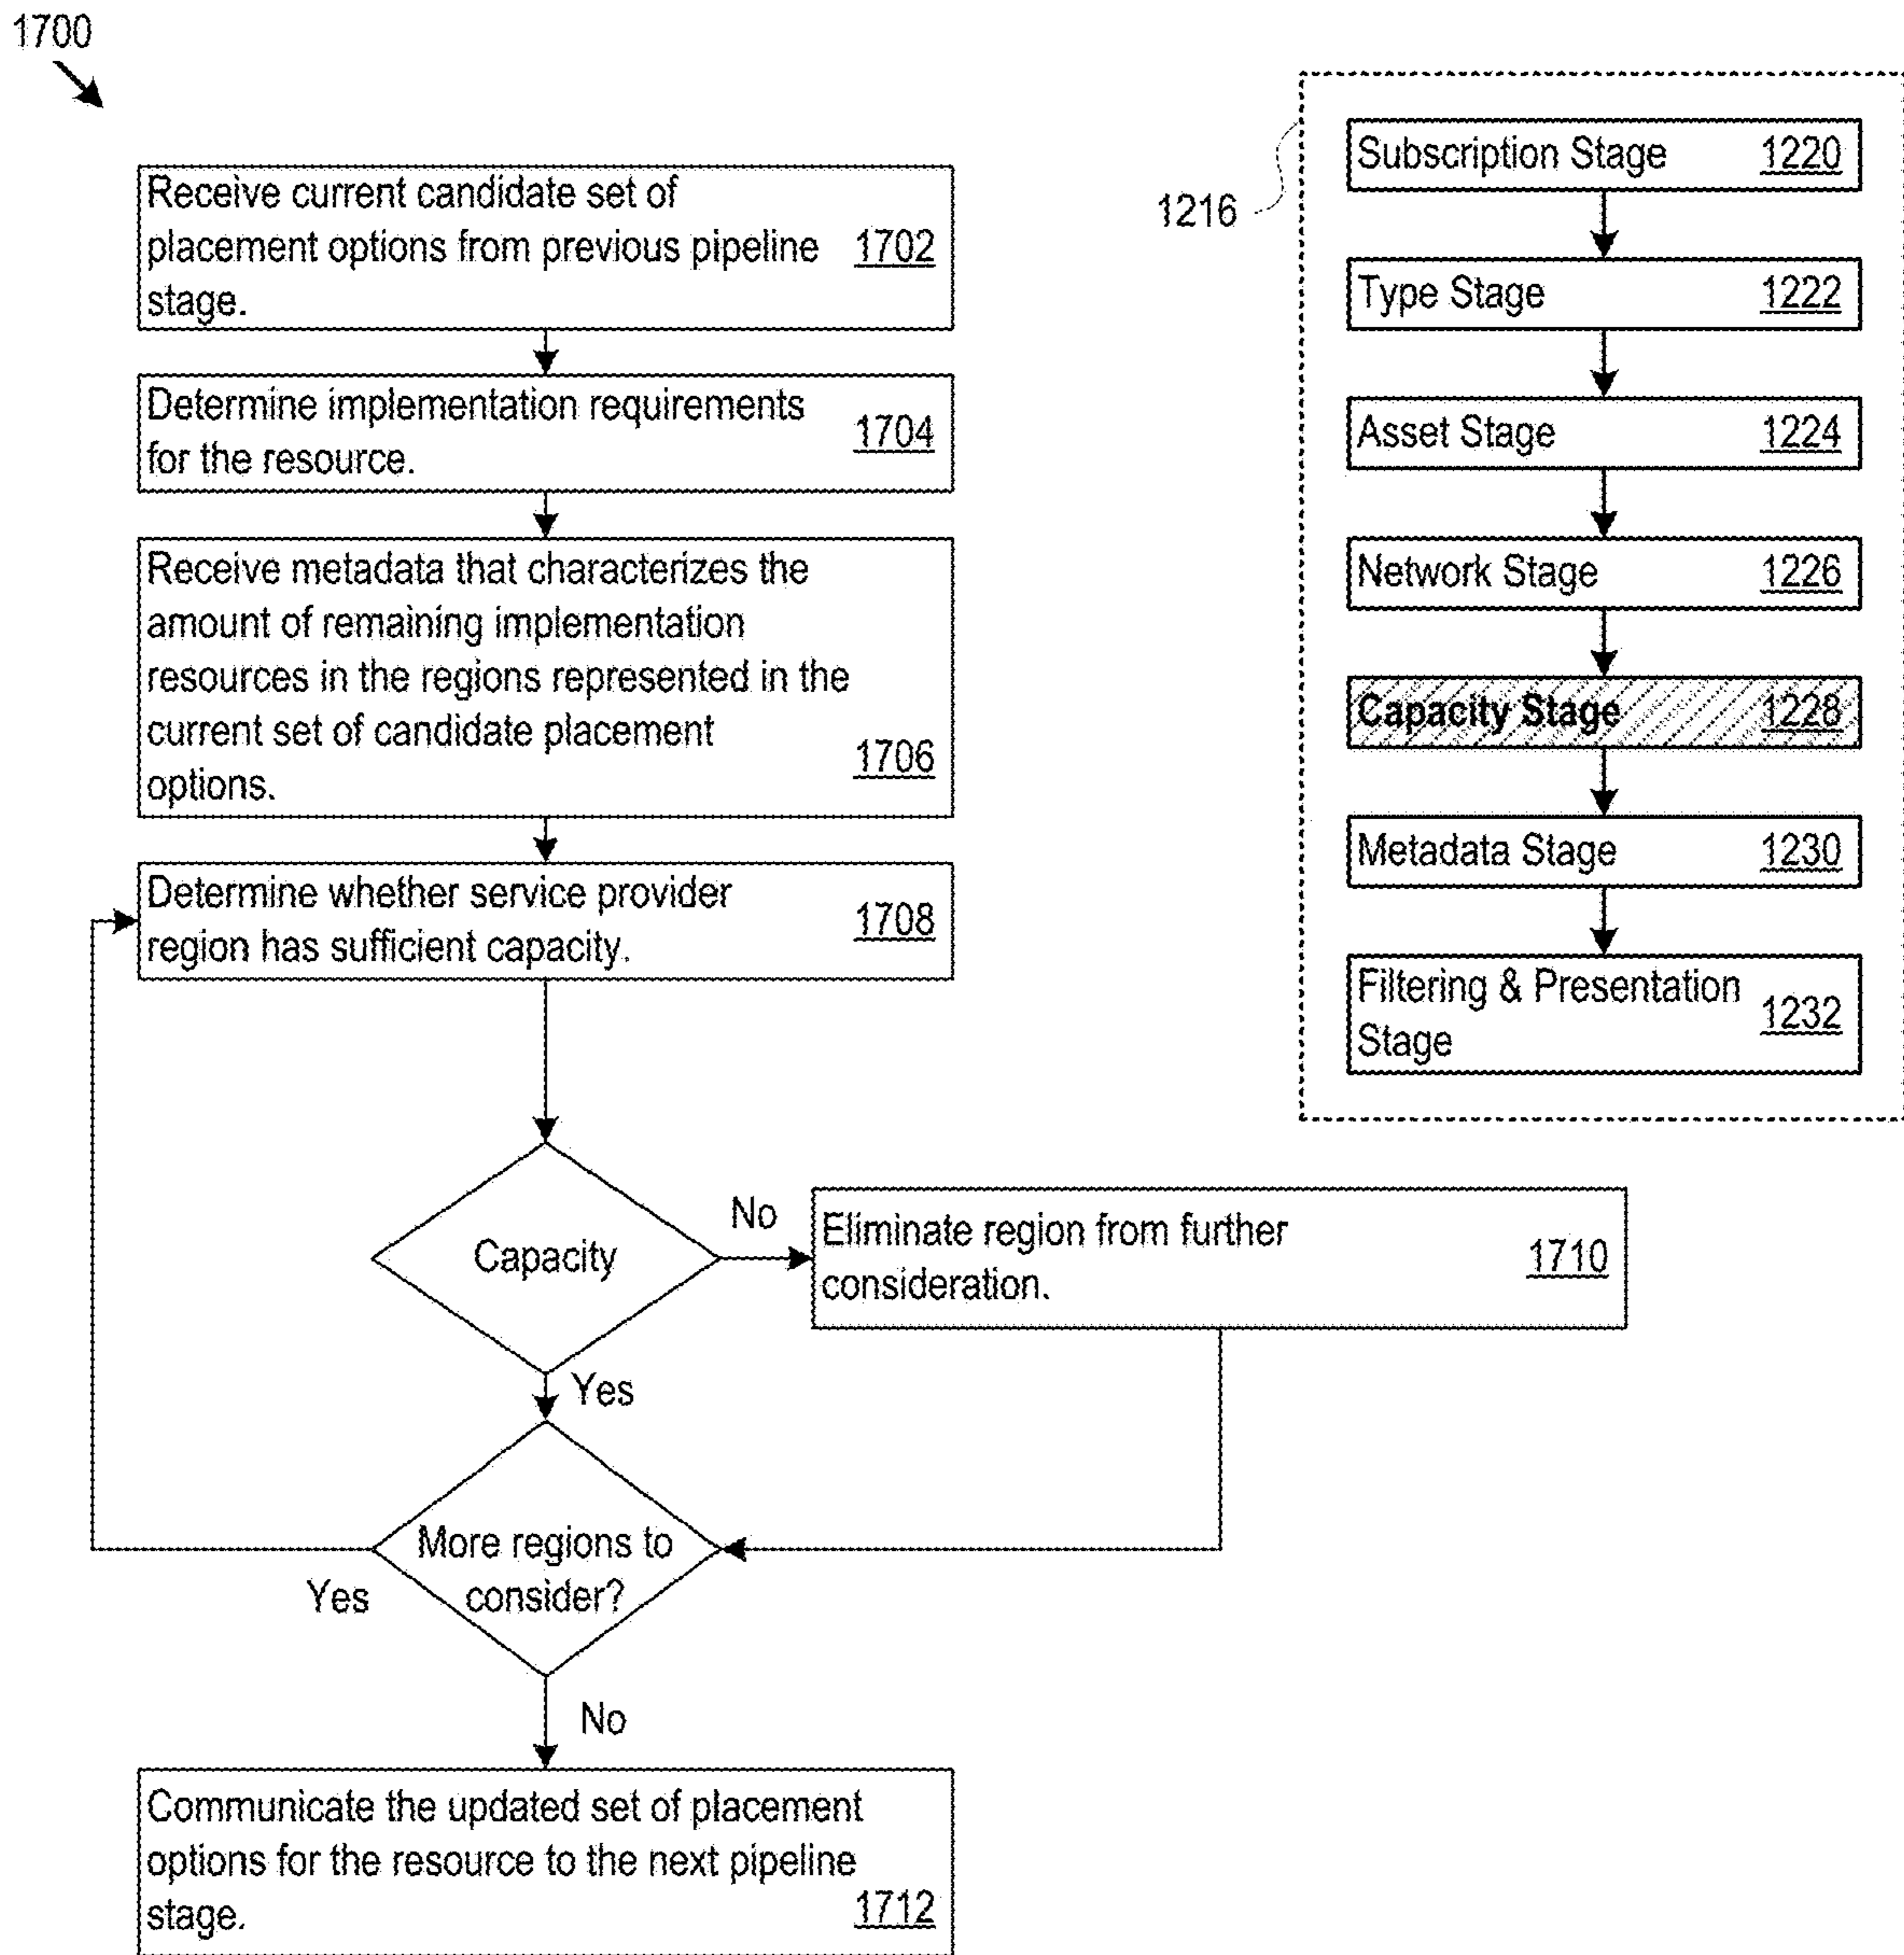 1700
Receive current candidate set of
placement options from previous pipeline 1702
stage.
Determine implementation requirements
for the resource. 1704
Receive metadata that characterizes the
amount of remaining implementation
resources in the regions represented in the
current set of candidate placement
options. 1706
Determine whether service provider
region has sufficient capacity. 1708
Capacity
No
Eliminate region from further
consideration. 1710
Yes
More regions to
consider?
Yes
No
Communicate the updated set of placement
options for the resource to the next pipeline
stage. 1712
1216
Subscription Stage 1220
Type Stage 1222
Asset Stage 1224
Network Stage 1226
Capacity Stage 1228
Metadata Stage 1230
Filtering & Presentation
Stage 1232